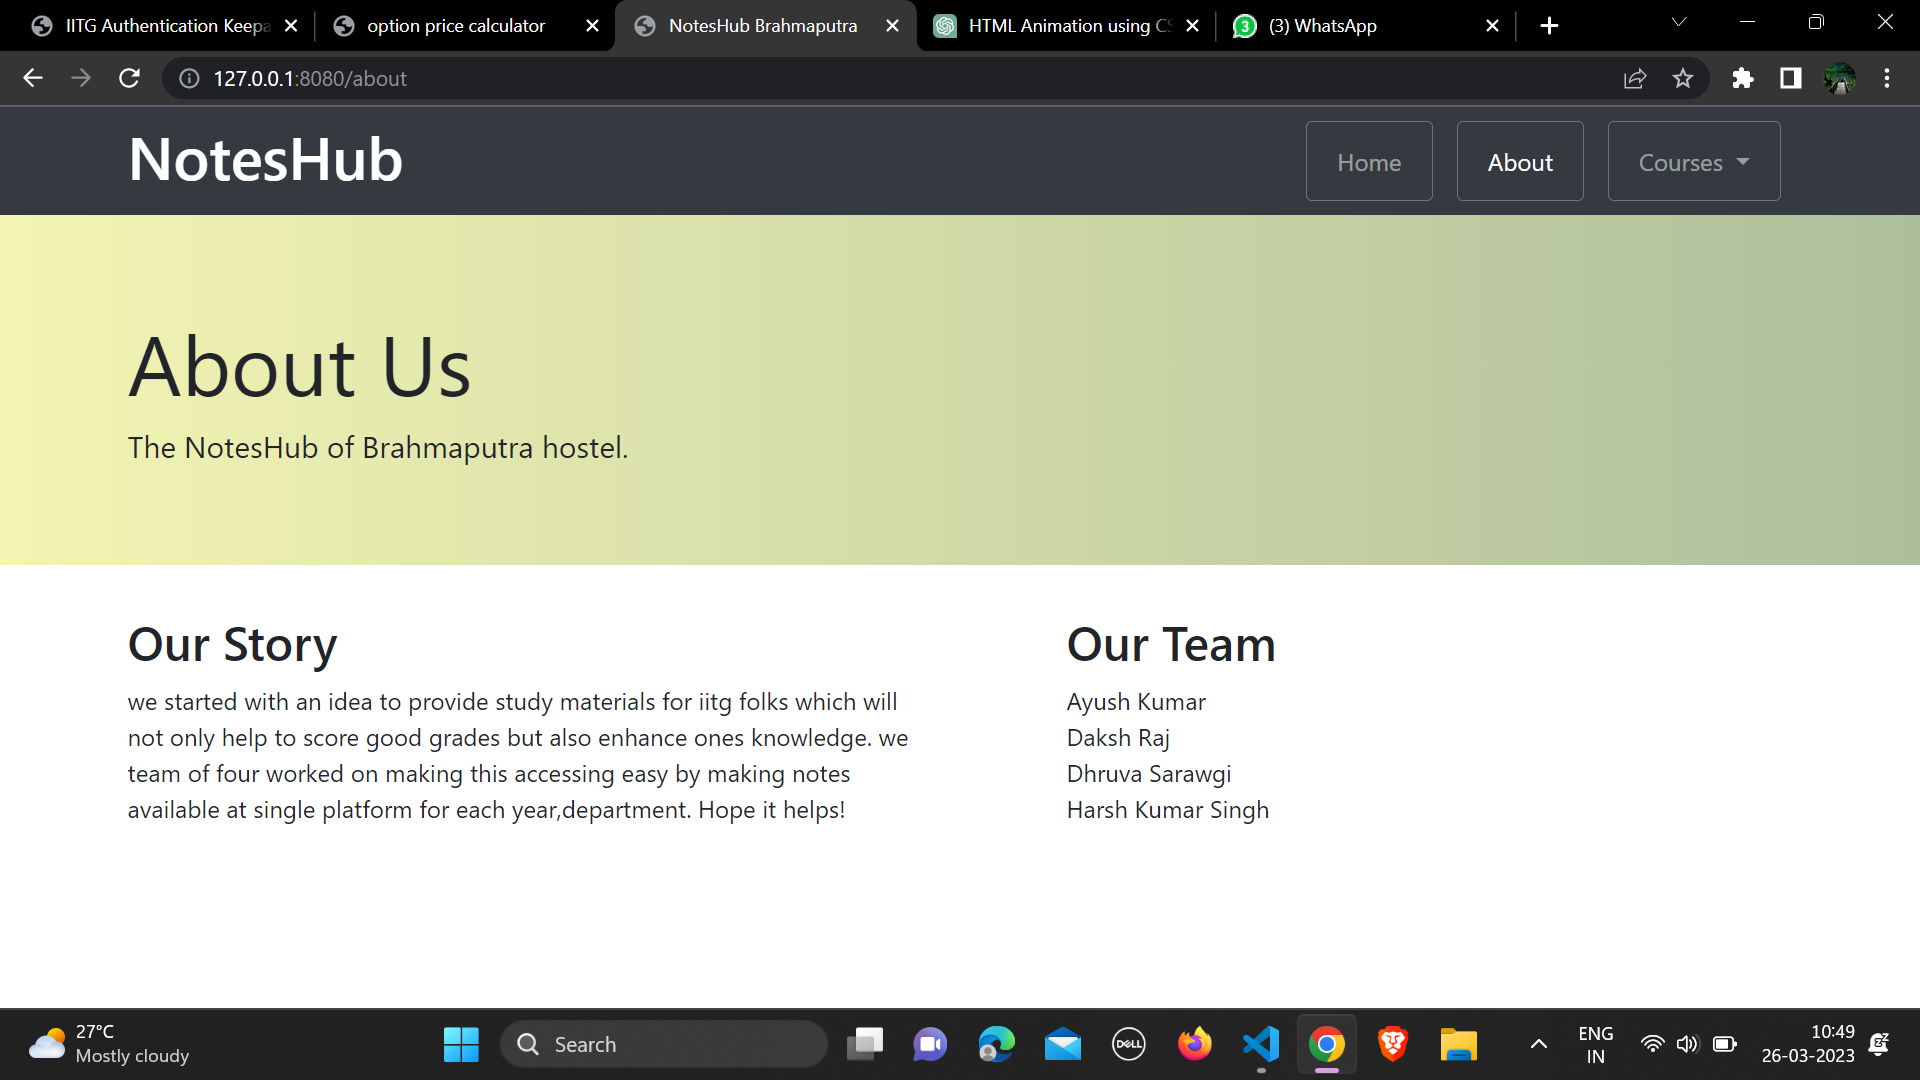 IITG Authentication Keepa
option price calculator
NotesHub Brahmaputra
HTML Animation using CS
(3) WhatsApp
127.0.0.1:8080/about
NotesHub
Home
About
Courses
About Us
The NotesHub of Brahmaputra hostel.
Our Story
we started with an idea to provide study materials for iitg folks which will
not only help to score good grades but also enhance ones knowledge. we
team of four worked on making this accessing easy by making notes
available at single platform for each year,department. Hope it helps!
Our Team
Ayush Kumar
Daksh Raj
Dhruva Sarawgi
Harsh Kumar Singh
27°C
Mostly cloudy
Search
DELL
ENG
IN
10:49
26-03-2023